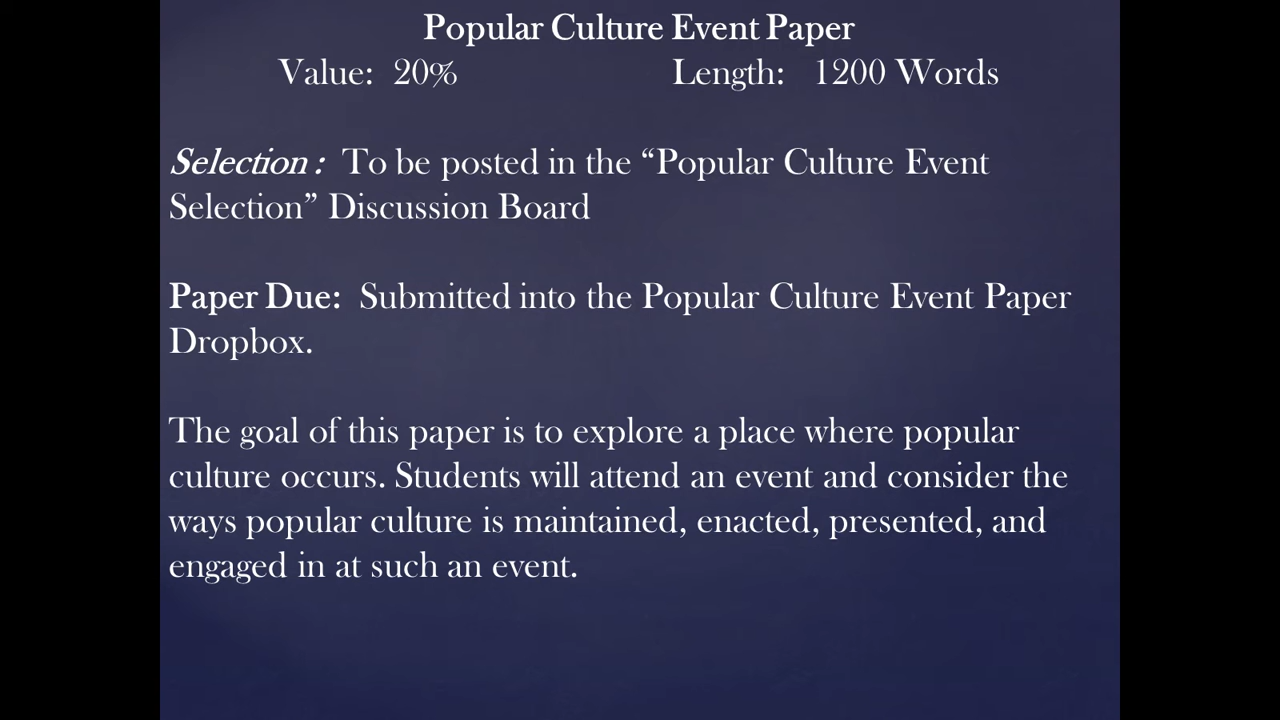 Popular Culture Event Paper
Value: 20% Length: 1200 Words
Selection : To be posted in the “Popular Culture Event
Selection” Discussion Board
Paper Due: Submitted into the Popular Culture Event Paper
Dropbox.
The goal of this paper is to explore a place where popular
culture occurs. Students will attend an event and consider the
ways popular culture is maintained, enacted, presented, and
engaged in at such an event.